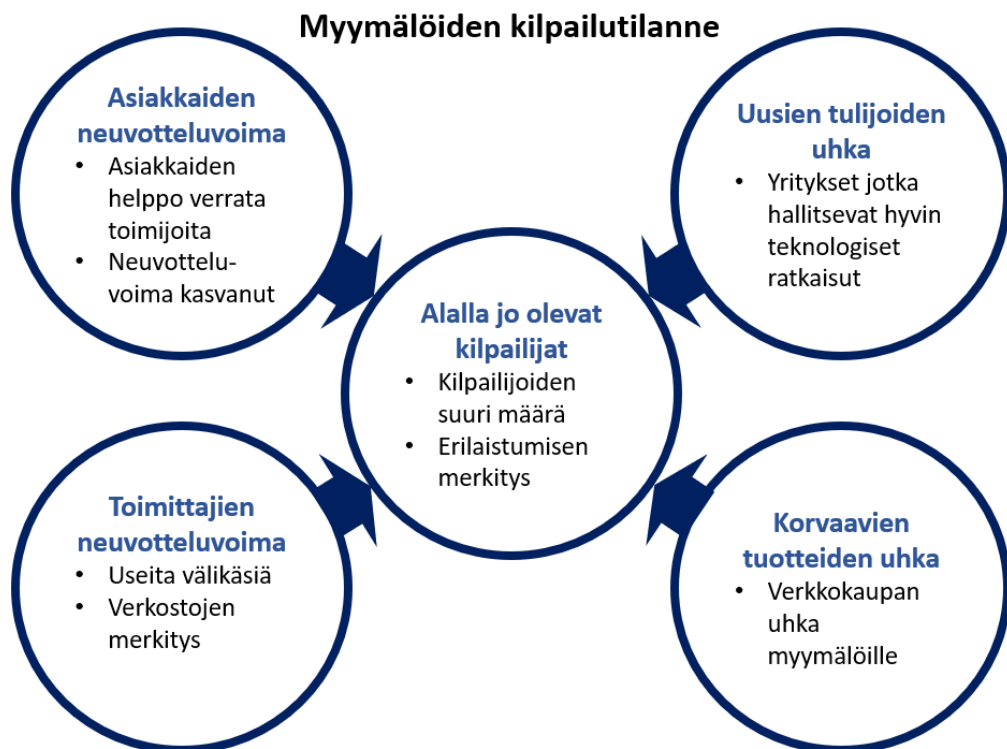 Myymälöiden kilpailutilanne
Asiakkaiden
neuvotteluvoima
• Asiakkaiden
helppo verrata
toimijoita
• Neuvottelu-
voima kasvanut
Uusien tulijoiden
uhka
• Yritykset jotka
hallitsevat hyvin
teknologiset
ratkaisut
Alalla jo olevat
kilpailijat
• Kilpailijoiden
suuri määrä
• Erilaistumisen
merkitys
Toimittajien
neuvotteluvoima
• Useita välikäsiä
• Verkostojen
merkitys
Korvaavien
tuotteiden uhka
• Verkkokaupan
uhka
myymälöille